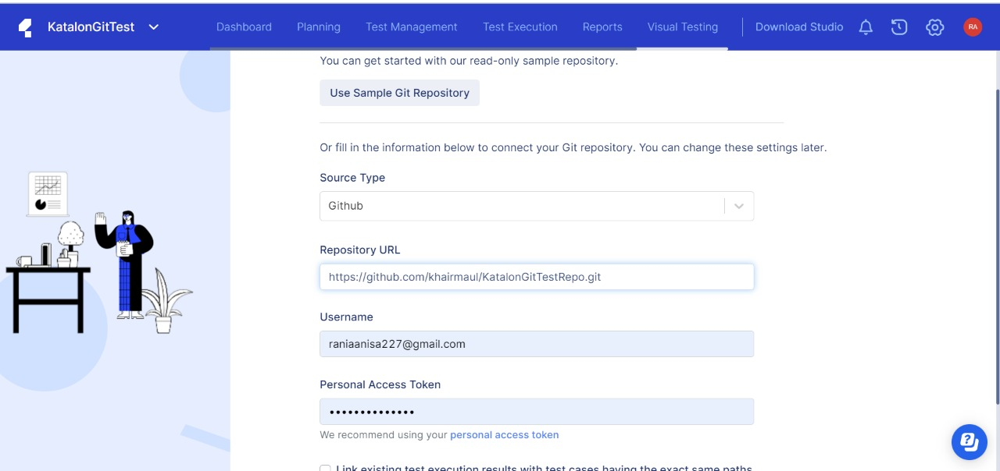 KatalonGitTest Dashboard Planning Test Management Test Execution Reports Visual Testing Download Studio RA
You can get started with our read-only sample repository.
Use Sample Git Repository
Or fill in the information below to connect your Git repository. You can change these settings later.
Source Type
Github
Repository URL
https://github.com/khairmaul/KatalonGitTestRepo.git
Username
raniaanisa227@gmail.com
Personal Access Token
••••••••••••••
We recommend using your personal access token
Link existing test execution results with test cases having the exact same paths